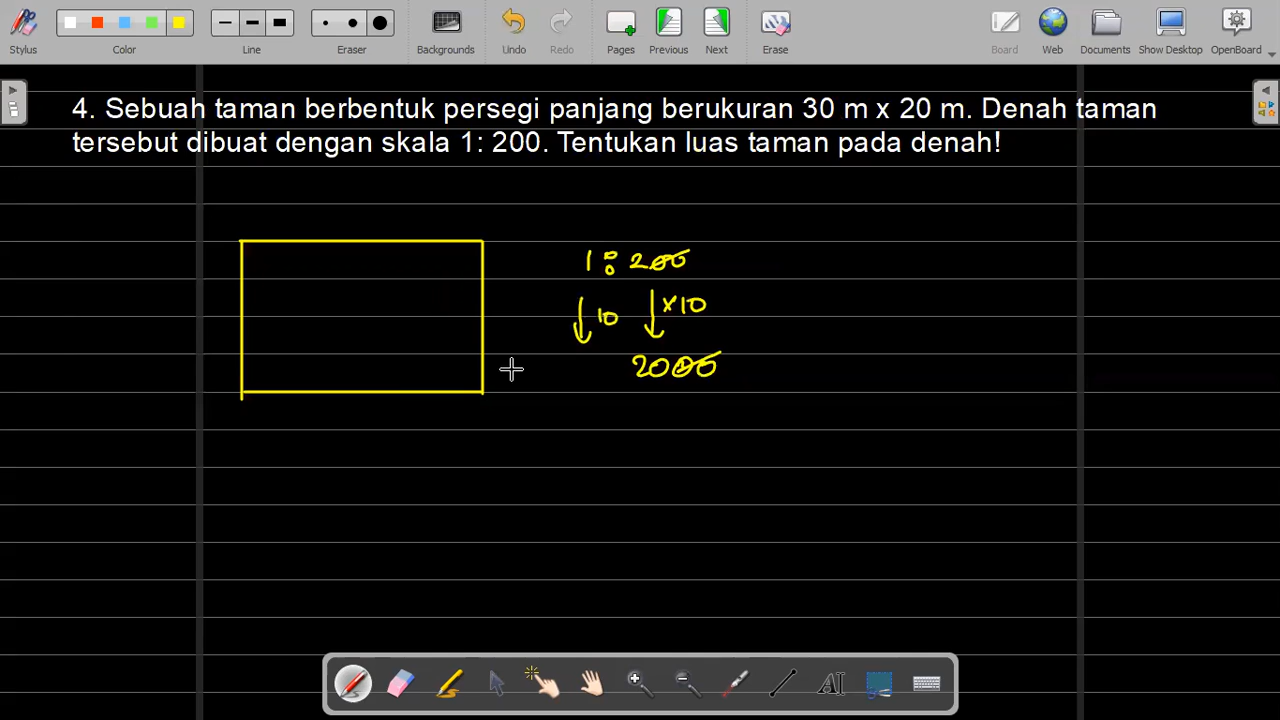 Stylus
Color
Line
Eraser
Backgrounds
Undo
Redo
Pages
Previous
Next
Erase
Board
Web
Documents
Show Desktop
OpenBoard
4. Sebuah taman berbentuk persegi panjang berukuran 30 m x 20 m. Denah taman
tersebut dibuat dengan skala 1: 200. Tentukan luas taman pada denah!
1 : 200
10 x10
2000
AI